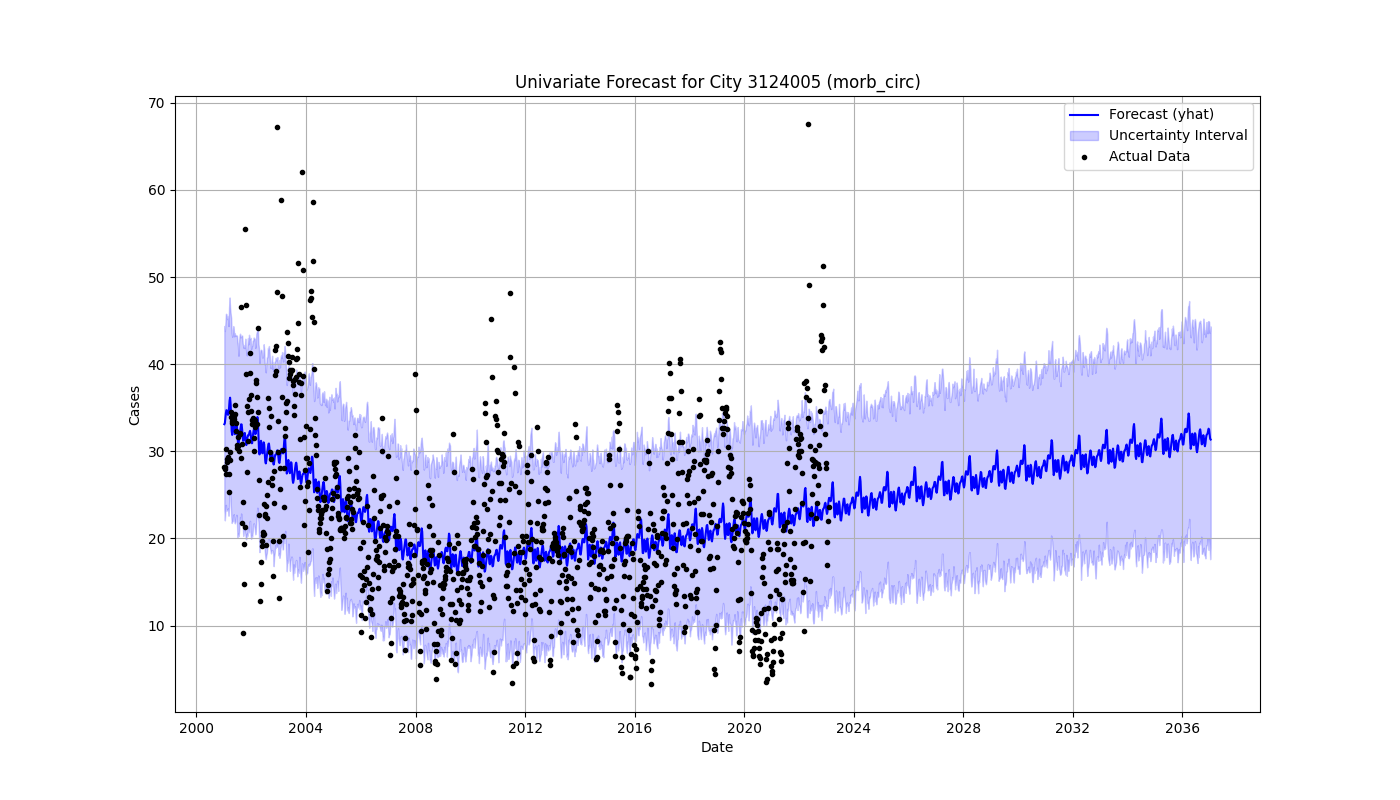 Univariate Forecast for City 3124005 (morb_circ)
Forecast (yhat)
Uncertainty Interval
Actual Data
Cases
70
60
50
40
30
20
10
2000 2004 2008 2012 2016 2020 2024 2028 2032 2036
Date